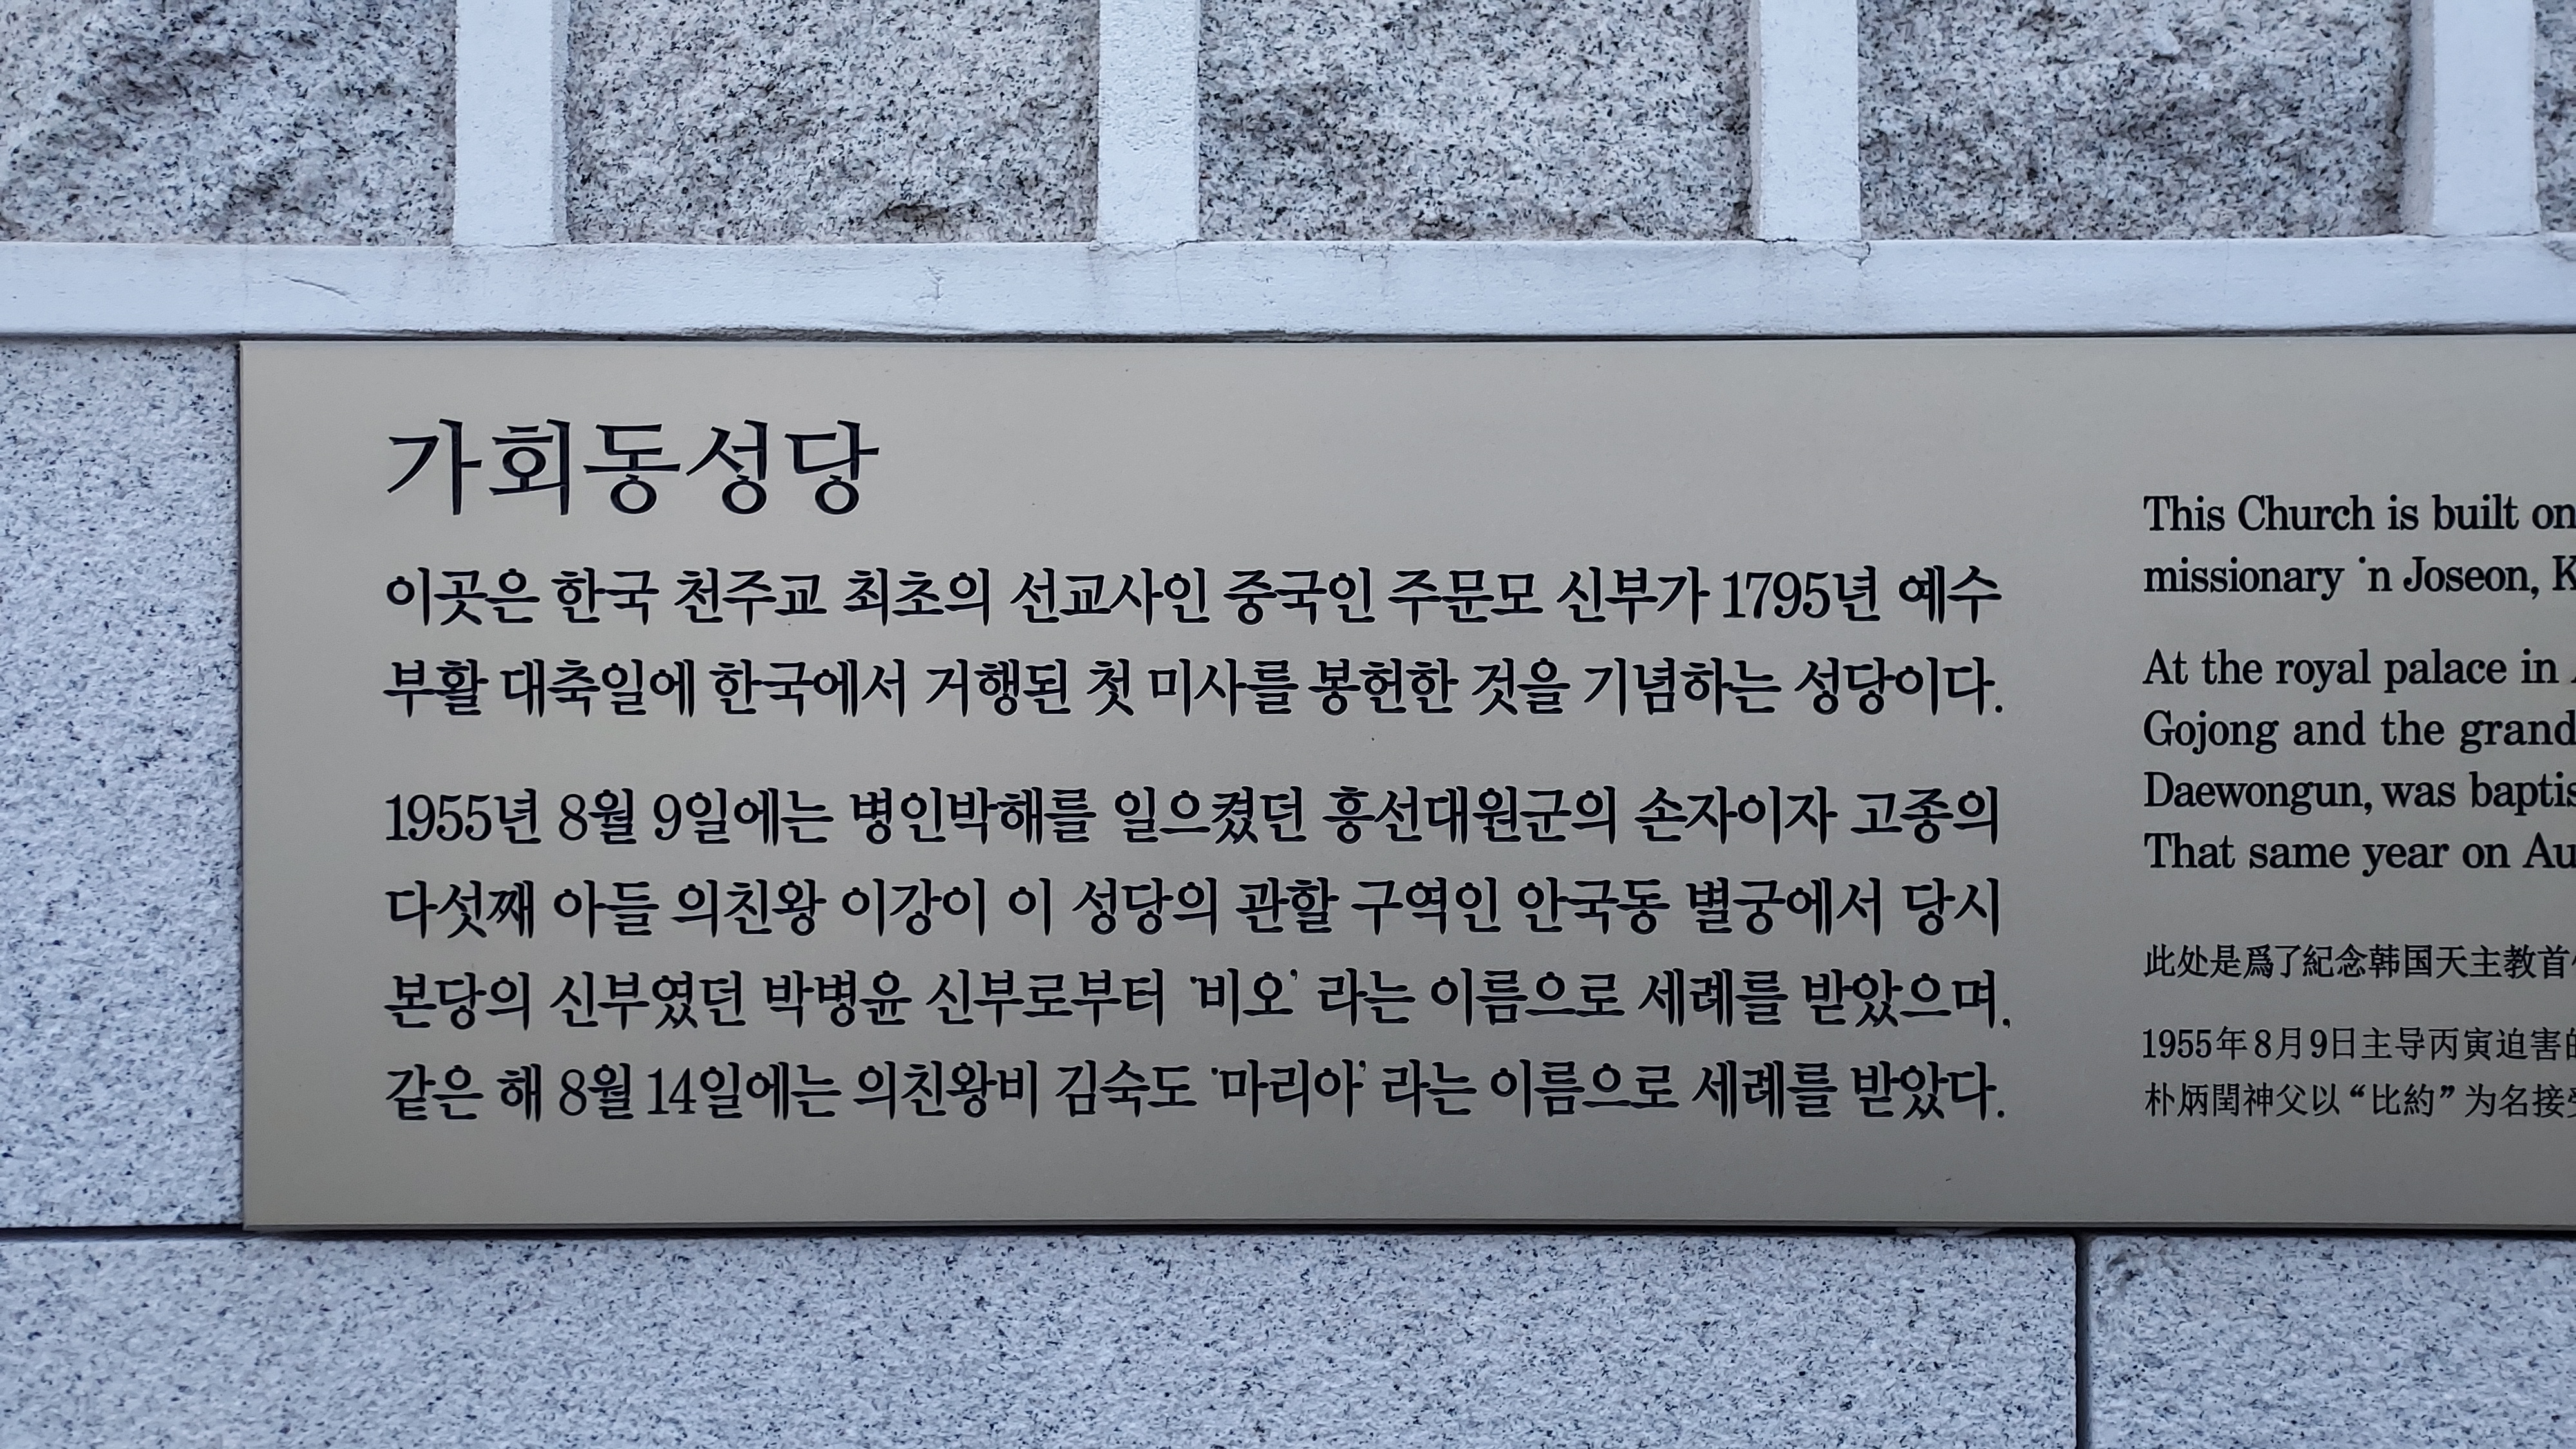 가회동성당
이곳은 한국 천주교 최초의 선교사인 중국인 주문모 신부가 1795년 예수
부활 대축일에 한국에서 거행된 첫 미사를 봉헌한 것을 기념하는 성당이다.
1955년 8월 9일에는 병인박해를 일으켰던 흥선대원군의 손자이자 고종의
다섯째 아들 의친왕 이강이 이 성당의 관할 구역인 안국동 별궁에서 당시
본당의 신부였던 박병윤 신부로부터 '비오' 라는 이름으로 세례를 받았으며,
같은 해 8월 14일에는 의친왕비 김숙도 '마리아' 라는 이름으로 세례를 받았다.
This Church is built on
missionary 'n Joseon, K
At the royal palace in
Gojong and the grand
Daewongun, was baptis
That same year on Au
此处是爲了紀念韩国天主教首
1955年8月9日主导丙寅迫害的
朴炳閏神父以“比約”为名接受